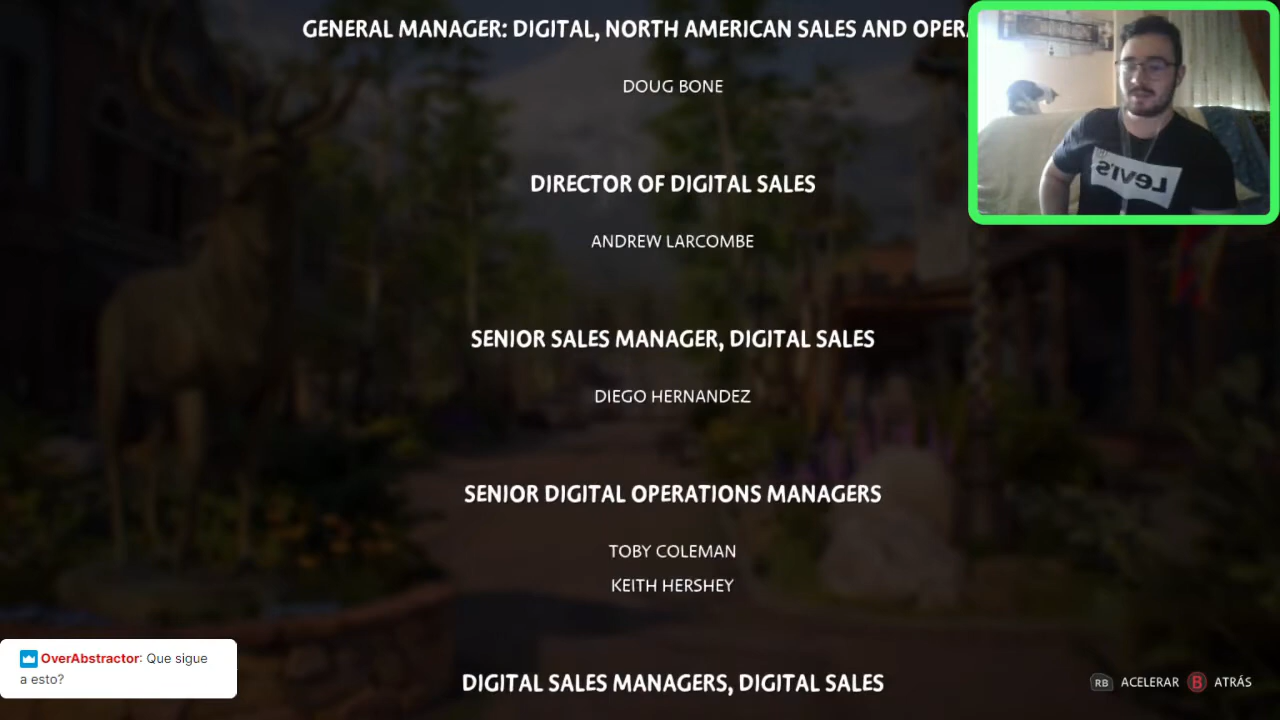 GENERAL MANAGER: DIGITAL, NORTH AMERICAN SALES AND OPERA
DOUG BONE
DIRECTOR OF DIGITAL SALES
ANDREW LARCOMBE
LEVI'S
SENIOR SALES MANAGER, DIGITAL SALES
DIEGO HERNANDEZ
SENIOR DIGITAL OPERATIONS MANAGERS
TOBY COLEMAN
KEITH HERSHEY
OverAbstractor: Que sigue
a esto?
DIGITAL SALES MANAGERS, DIGITAL SALES
RB ACELERAR B ATRÁS